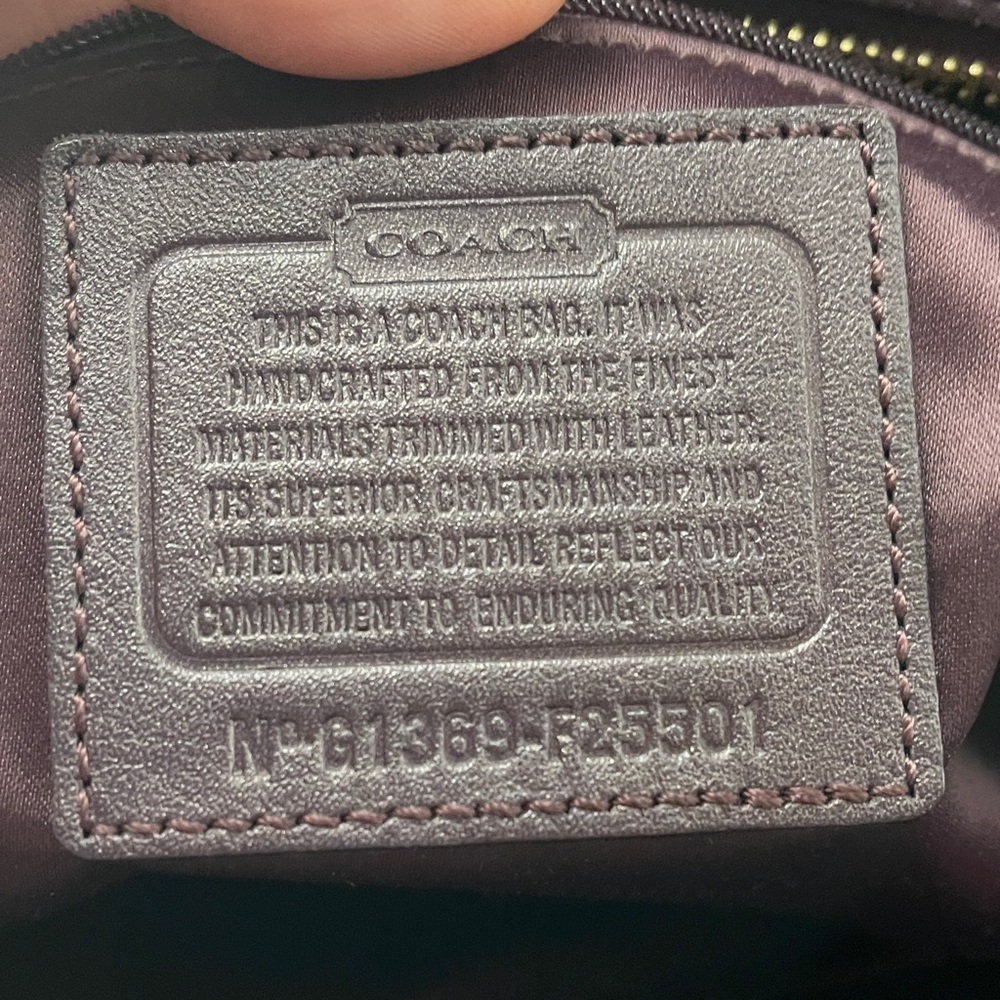 COACH
THIS IS A COACH BAG. IT WAS
HANDCRAFTED FROM THE FINEST
MATERIALS TRIMMED WITH LEATHER.
ITS SUPERIOR CRAFTSMANSHIP AND
ATTENTION TO DETAIL REFLECT OUR
COMMITMENT TO ENDURING QUALITY.
Nº G1369-F25501